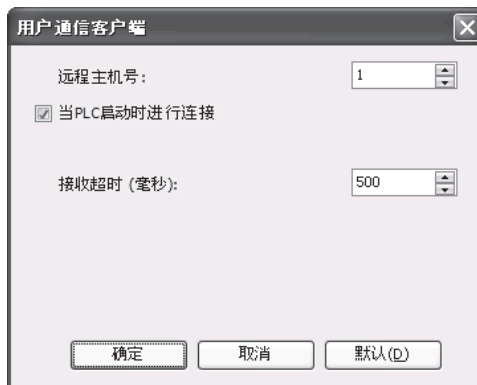 用户通信客户端
远程主机号: 1
当PLC启动时进行连接
接收超时 (毫秒): 500
确定 取消 默认(D)